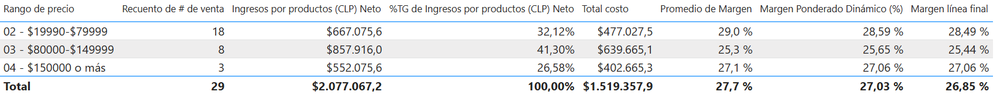 Rango de precio Recuento de # de venta Ingresos por productos (CLP) Neto %TG de Ingresos por productos (CLP) Neto Total costo Promedio de Margen Margen Ponderado Dinámico (%) Margen línea final
02 - $19990-$79999 18 $667.075,6 32,12% $477.027,5 29,0 % 28,59 % 28,49 %
03 - $80000-$149999 8 $857.916,0 41,30% $639.665,1 25,3 % 25,65 % 25,44 %
04 - $150000 o más 3 $552.075,6 26,58% $402.665,3 27,1 % 27,06 % 27,06 %
Total 29 $2.077.067,2 100,00% $1.519.357,9 27,7 % 27,03 % 26,85 %